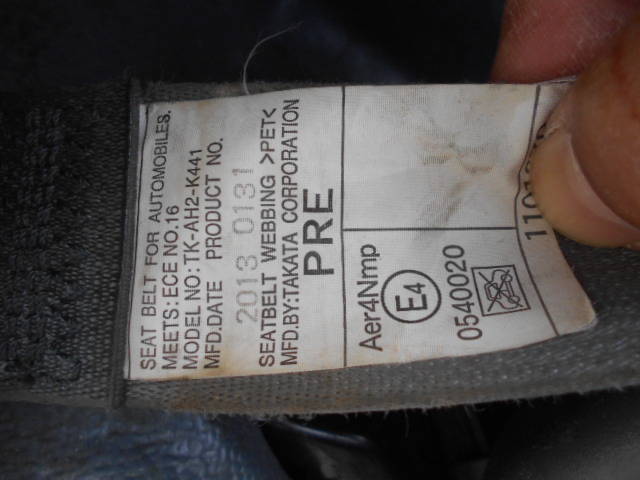 SEAT BELT FOR AUTOMOBILES.
MEETS: ECE NO.16
MODEL NO:TK-AH2-K441
MFD.DATE PRODUCT NO.
2013 0131
SEATBELT WEBBING >PET<
MFD.BY:TAKATA CORPORATION
PRE
Aer4Nmp
E4
0540020